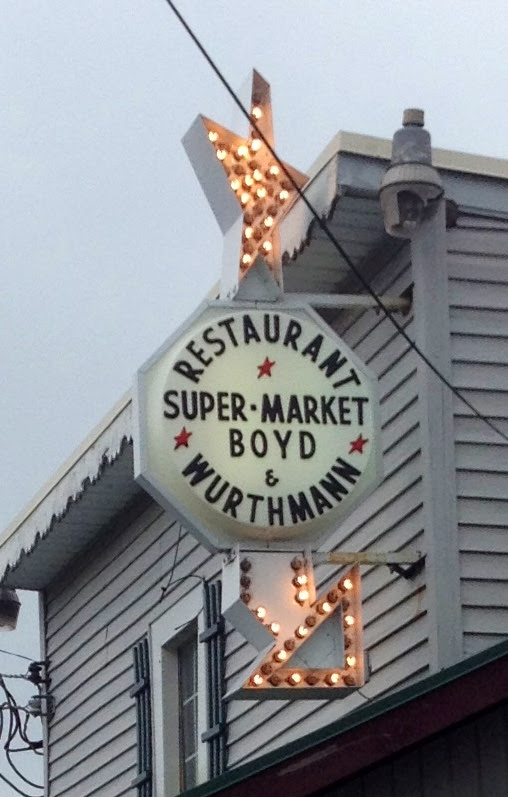 RESTAURANT
SUPER-MARKET
BOYD
&
WURTHMANN